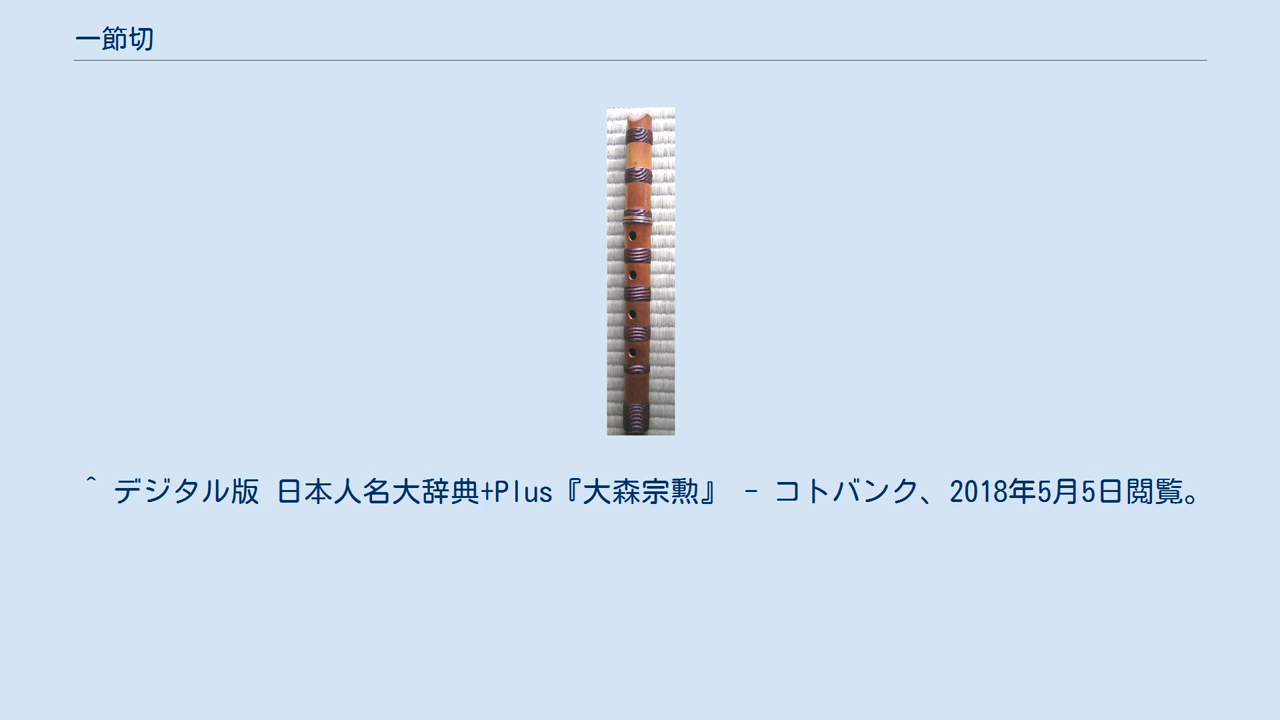 一節切
^ デジタル版 日本人名大辞典+Plus『大森宗勲』 - コトバンク、2018年5月5日閲覧。